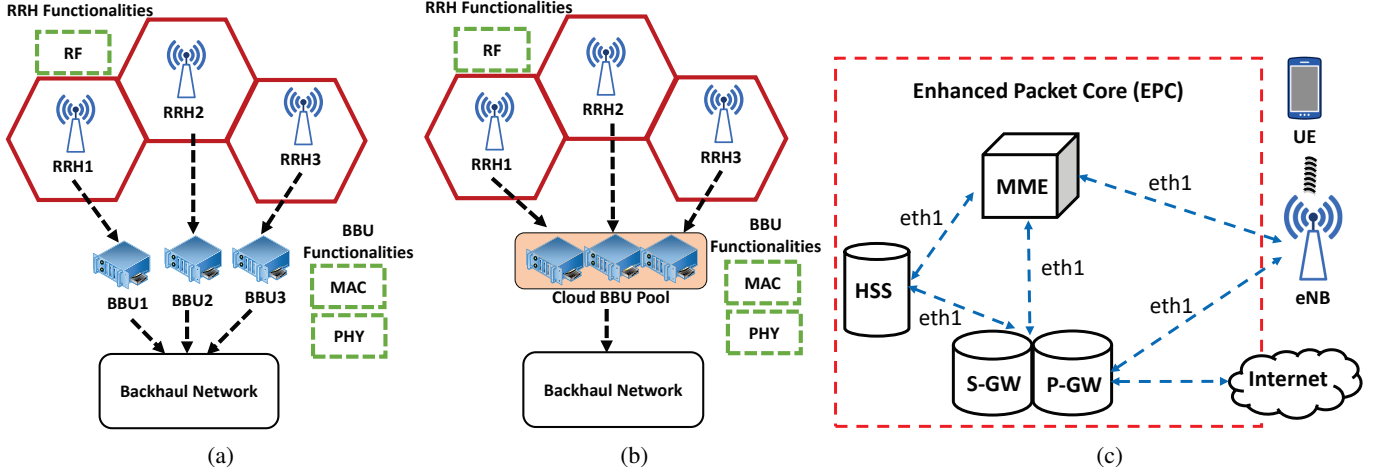 RRH Functionalities
RF
RRH2
RRH1
RRH3
BBU
Functionalities
MAC
PHY
BBU1
BBU2
BBU3
Backhaul Network
(a)
RRH Functionalities
RF
RRH2
RRH1
RRH3
BBU
Functionalities
MAC
PHY
Cloud BBU Pool
Backhaul Network
(b)
Enhanced Packet Core (EPC)
UE
MME
eth1
eth1
eth1
HSS
eNB
eth1
eth1
S-GW
P-GW
Internet
(c)